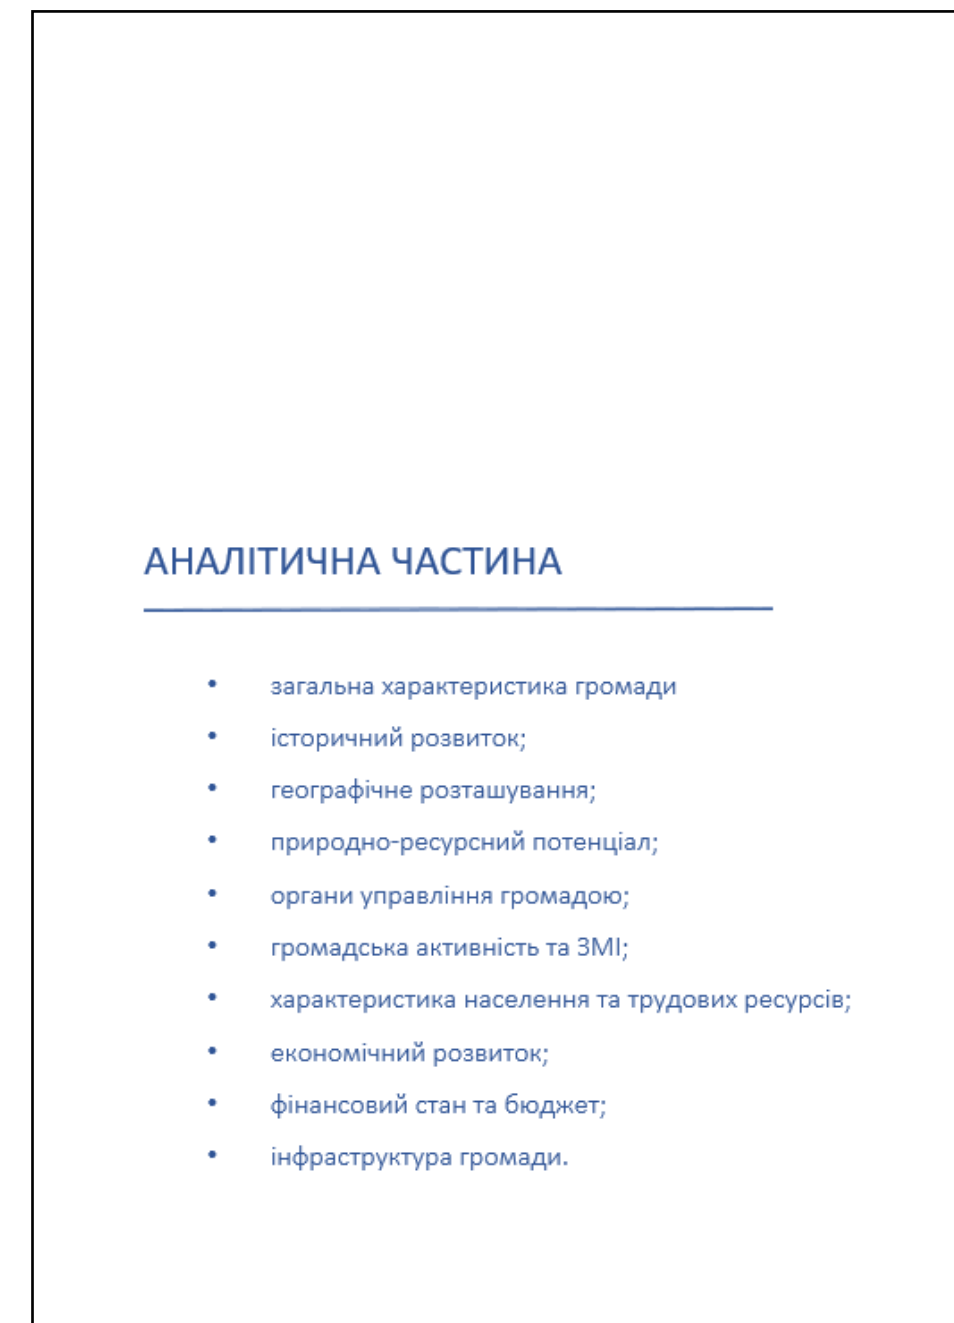 АНАЛІТИЧНА ЧАСТИНА
• загальна характеристика громади
• історичний розвиток;
• географічне розташування;
• природно-ресурсний потенціал;
• органи управління громадою;
• громадська активність та ЗМІ;
• характеристика населення та трудових ресурсів;
• економічний розвиток;
• фінансовий стан та бюджет;
• інфраструктура громади.